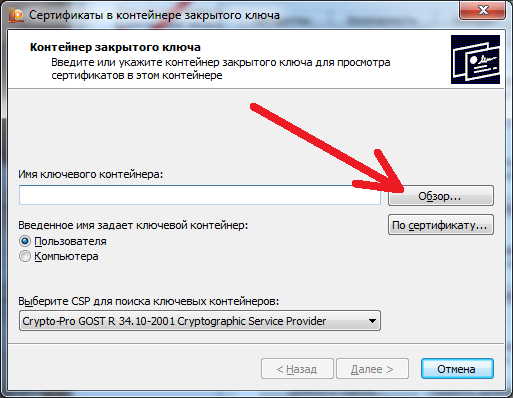 Сертификаты в контейнере закрытого ключа
Контейнер закрытого ключа
Введите или укажите контейнер закрытого ключа для просмотра
сертификатов в этом контейнере
Имя ключевого контейнера:
Обзор...
По сертификату...
Введенное имя задает ключевой контейнер:
Пользователя
Компьютера
Выберите CSP для поиска ключевых контейнеров:
Crypto-Pro GOST R 34.10-2001 Cryptographic Service Provider
< Назад
Далее >
Отмена